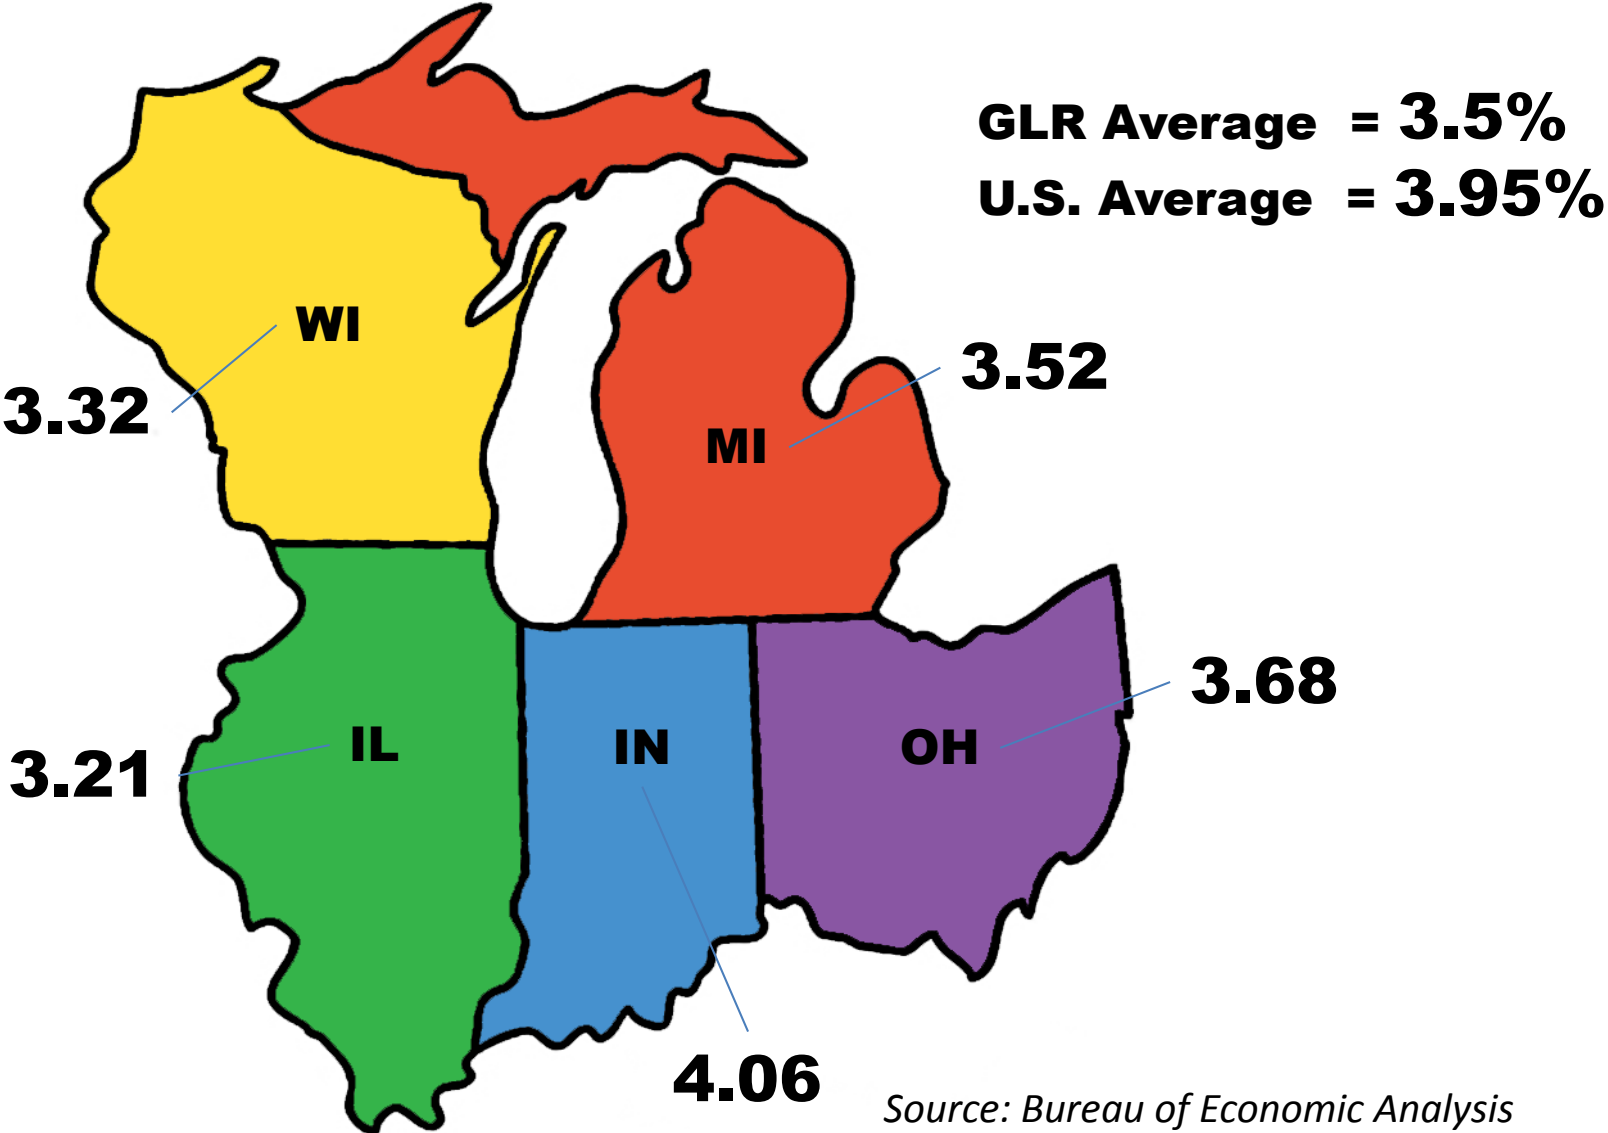 GLR Average = 3.5%
U.S. Average = 3.95%
WI
3.32
3.52
MI
3.68
IL
IN
OH
3.21
4.06
Source: Bureau of Economic Analysis